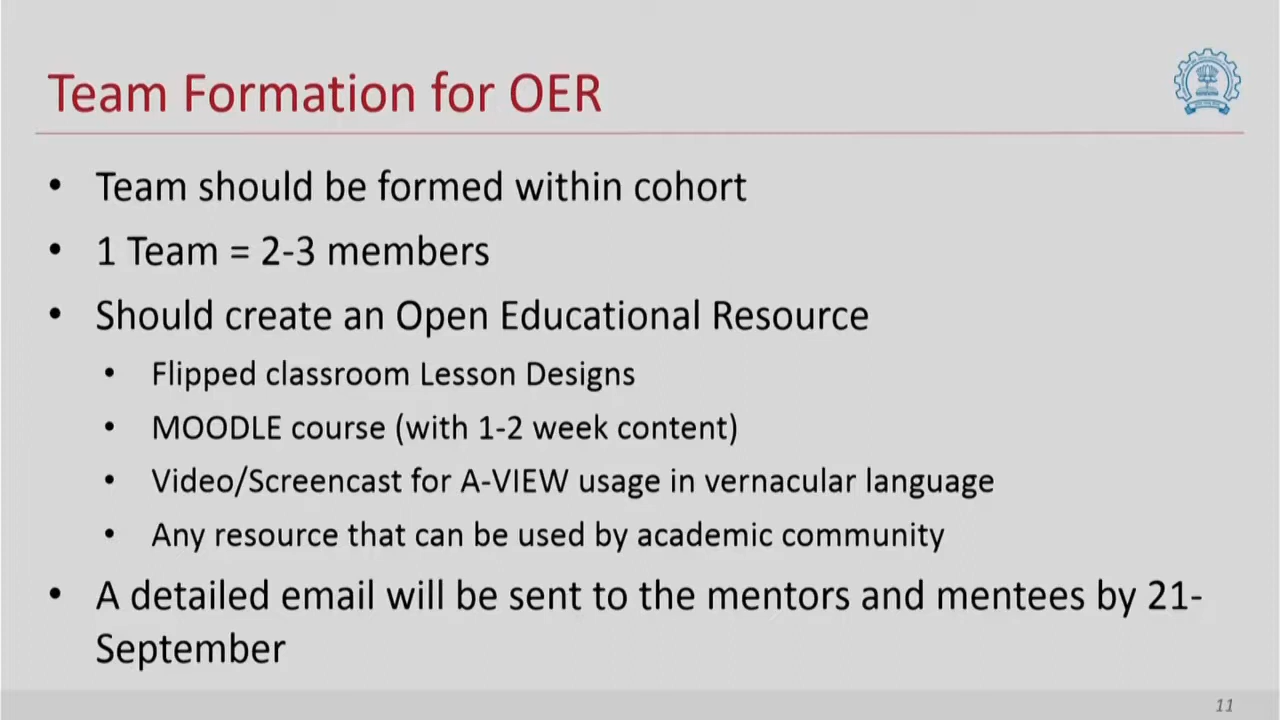 Team Formation for OER
• Team should be formed within cohort
• 1 Team = 2-3 members
• Should create an Open Educational Resource
• Flipped classroom Lesson Designs
• MOODLE course (with 1-2 week content)
• Video/Screencast for A-VIEW usage in vernacular language
• Any resource that can be used by academic community
• A detailed email will be sent to the mentors and mentees by 21-
September
11